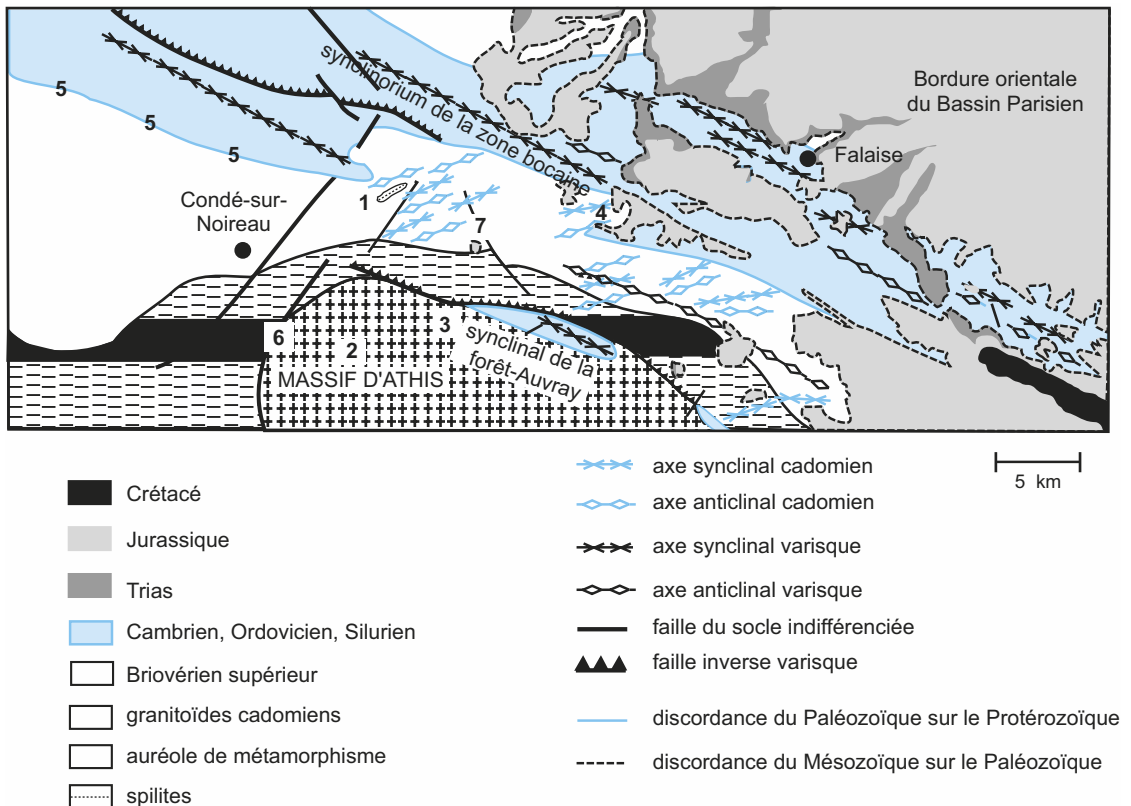 Bordure orientale
du Bassin Parisien
synclinorium de la zone bocaine
Falaise
5
5
5
Condé-sur-
Noireau
1
4
7
6
2
3
synclinal de la
forêt-Auvray
MASSIF D'ATHIS
5 km
Crétacé
Jurassique
Trias
Cambrien, Ordovicien, Silurien
Briovérien supérieur
granitoïdes cadomiens
auréole de métamorphisme
spilites
axe synclinal cadomien
axe anticlinal cadomien
axe synclinal varisque
axe anticlinal varisque
faille du socle indifférenciée
faille inverse varisque
discordance du Paléozoïque sur le Protérozoïque
discordance du Mésozoïque sur le Paléozoïque